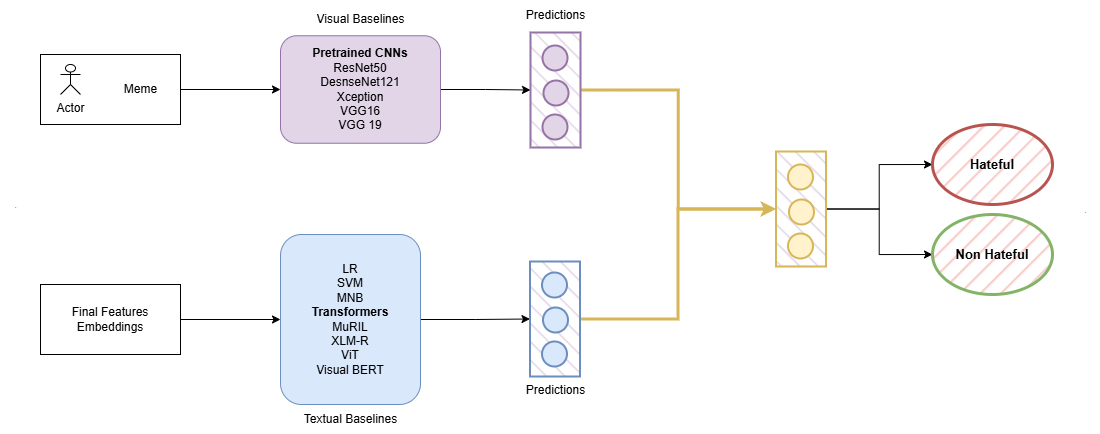 Visual Baselines
Predictions
Actor
Meme
Pretrained CNNs
ResNet50
DesnseNet121
Xception
VGG16
VGG 19
Hateful
Non Hateful
Final Features
Embeddings
LR
SVM
MNB
Transformers
MuRIL
XLM-R
ViT
Visual BERT
Predictions
Textual Baselines